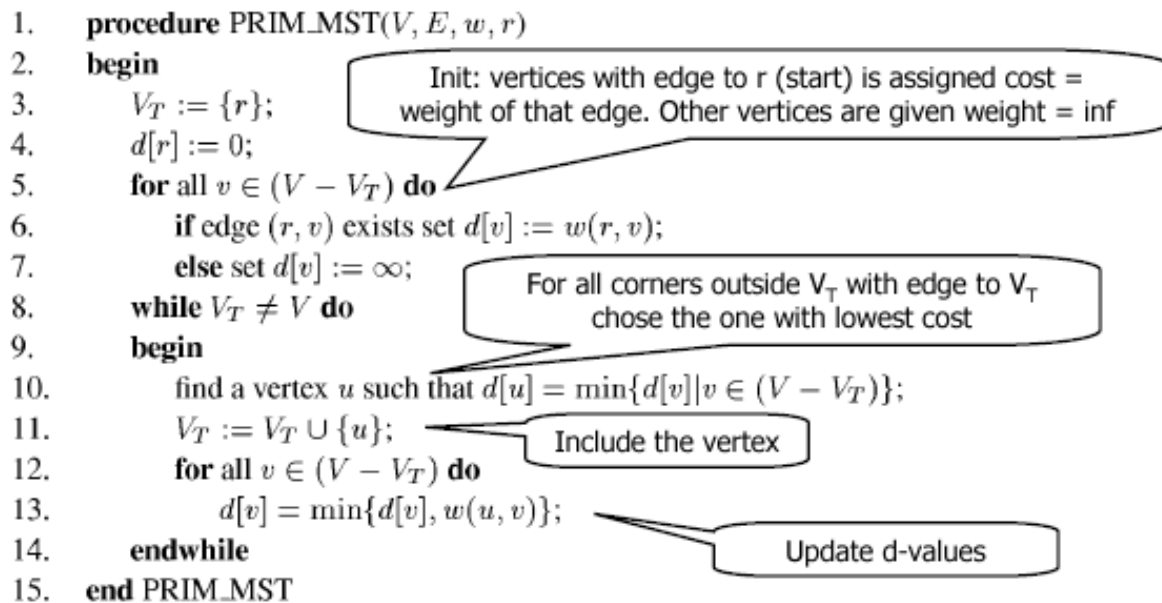 1. procedure PRIM_MST(V, E, w, r)
2. begin
Init: vertices with edge to r (start) is assigned cost =
weight of that edge. Other vertices are given weight = inf
3. V_T := {r};
4. d[r] := 0;
5. for all v ∈ (V − V_T) do
6. if edge (r, v) exists set d[v] := w(r, v);
7. else set d[v] := ∞;
For all corners outside V_T with edge to V_T
chose the one with lowest cost
8. while V_T ≠ V do
9. begin
10. find a vertex u such that d[u] = min{d[v]|v ∈ (V − V_T)};
11. V_T := V_T ∪ {u};
Include the vertex
12. for all v ∈ (V − V_T) do
13. d[v] = min{d[v], w(u, v)};
Update d-values
14. endwhile
15. end PRIM_MST